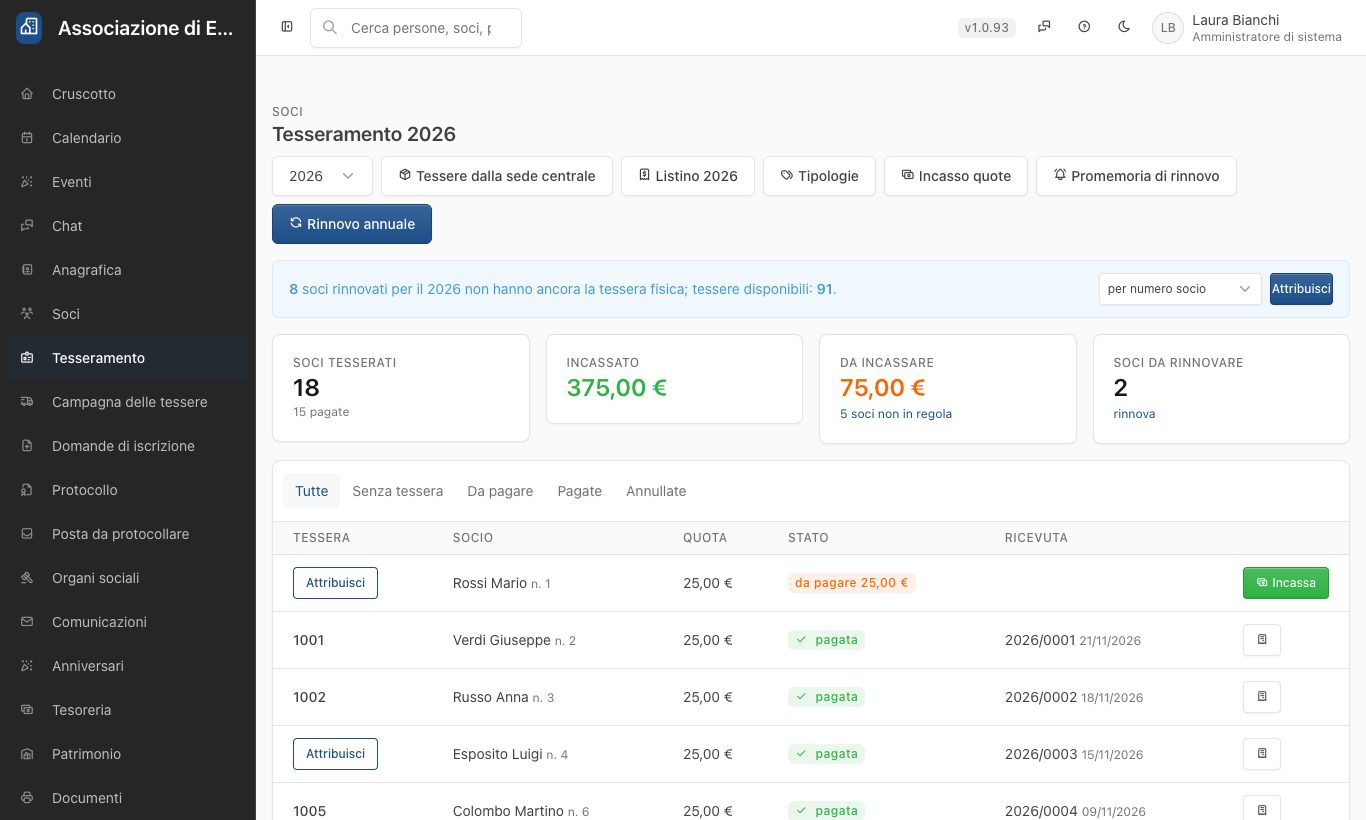 Associazione di E...
Cerca persone, soci, p
v1.0.93
LB
Laura Bianchi
Amministratore di sistema
Cruscotto
Calendario
Eventi
Chat
Anagrafica
Soci
Tesseramento
Campagna delle tessere
Domande di iscrizione
Protocollo
Posta da protocollare
Organi sociali
Comunicazioni
Anniversari
Tesoreria
Patrimonio
Documenti
SOCI
Tesseramento 2026
2026 Tessere dalla sede centrale Listino 2026 Tipologie Incasso quote Promemoria di rinnovo
Rinnovo annuale
8 soci rinnovati per il 2026 non hanno ancora la tessera fisica; tessere disponibili: 91. per numero socio Attribuisci
SOCI TESSERATI
18
15 pagate
INCASSATO
375,00 €
DA INCASSARE
75,00 €
5 soci non in regola
SOCI DA RINNOVARE
2
rinnova
Tutte Senza tessera Da pagare Pagate Annullate
TESSERA SOCIO QUOTA STATO RICEVUTA
Attribuisci Rossi Mario n. 1 25,00 € da pagare 25,00 € Incassa
1001 Verdi Giuseppe n. 2 25,00 € pagata 2026/0001 21/11/2026
1002 Russo Anna n. 3 25,00 € pagata 2026/0002 18/11/2026
Attribuisci Esposito Luigi n. 4 25,00 € pagata 2026/0003 15/11/2026
1005 Colombo Martino n. 6 25,00 € pagata 2026/0004 09/11/2026